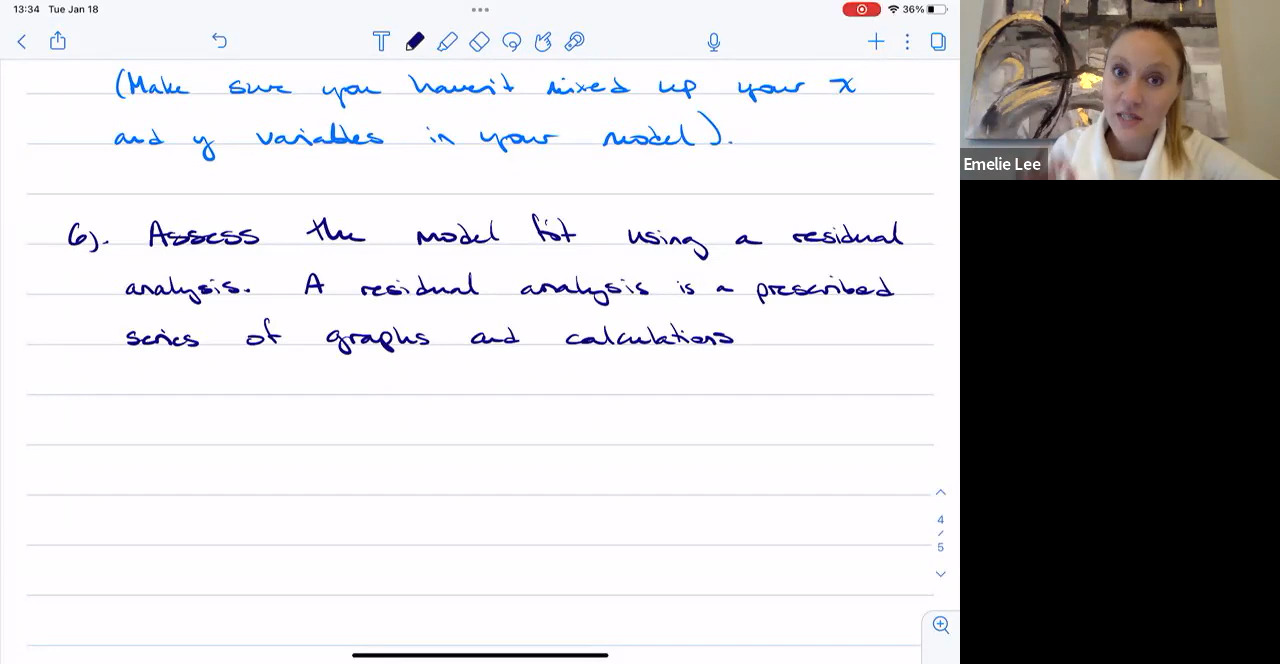 13:34 Tue Jan 18
36%
(Make sure you haven't mixed up your x
and y variables in your model).
Emelie Lee
6). Assess the model fit using a residual
analysis. A residual analysis is a prescribed
series of graphs and calculations
4
/
5